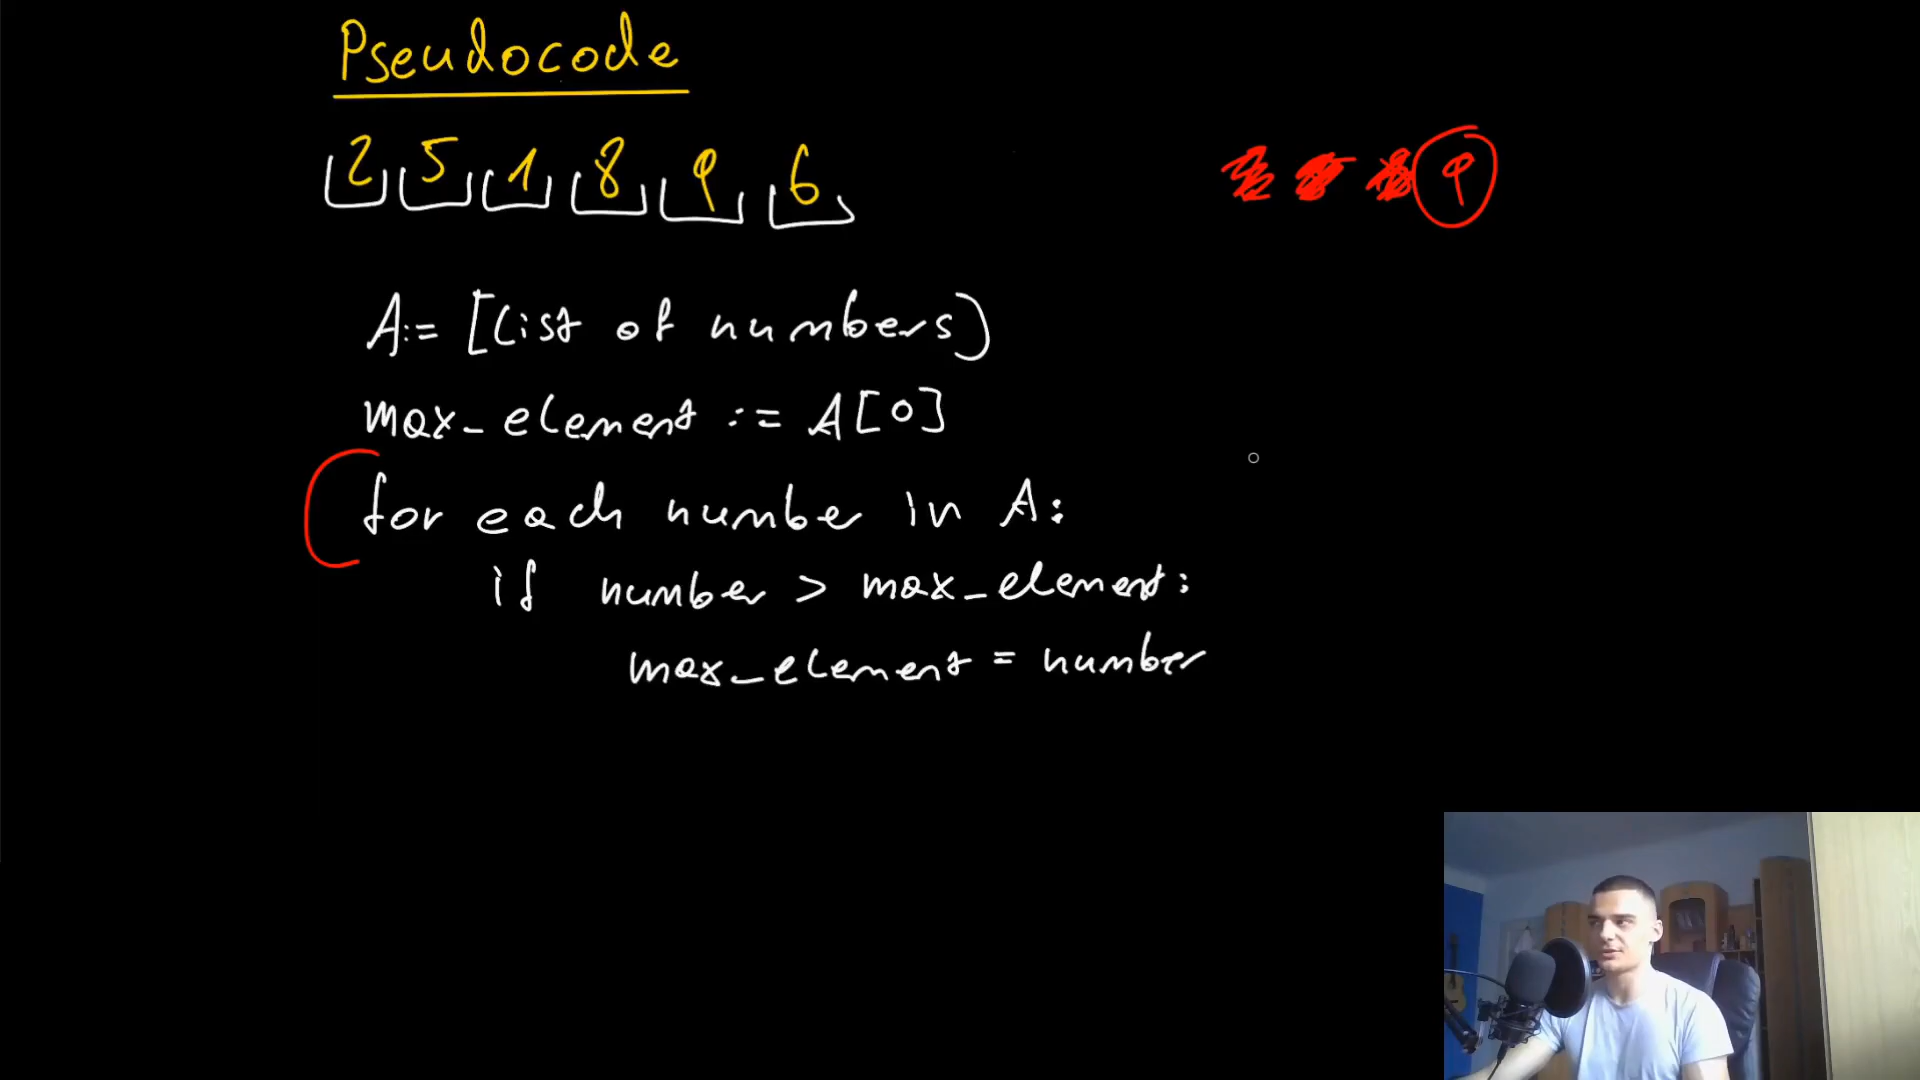 Pseudocode
2 5 1 8 9 6
9
A:= [List of numbers]
max_element := A[0]
for each number in A:
if number > max_element:
max_element = number